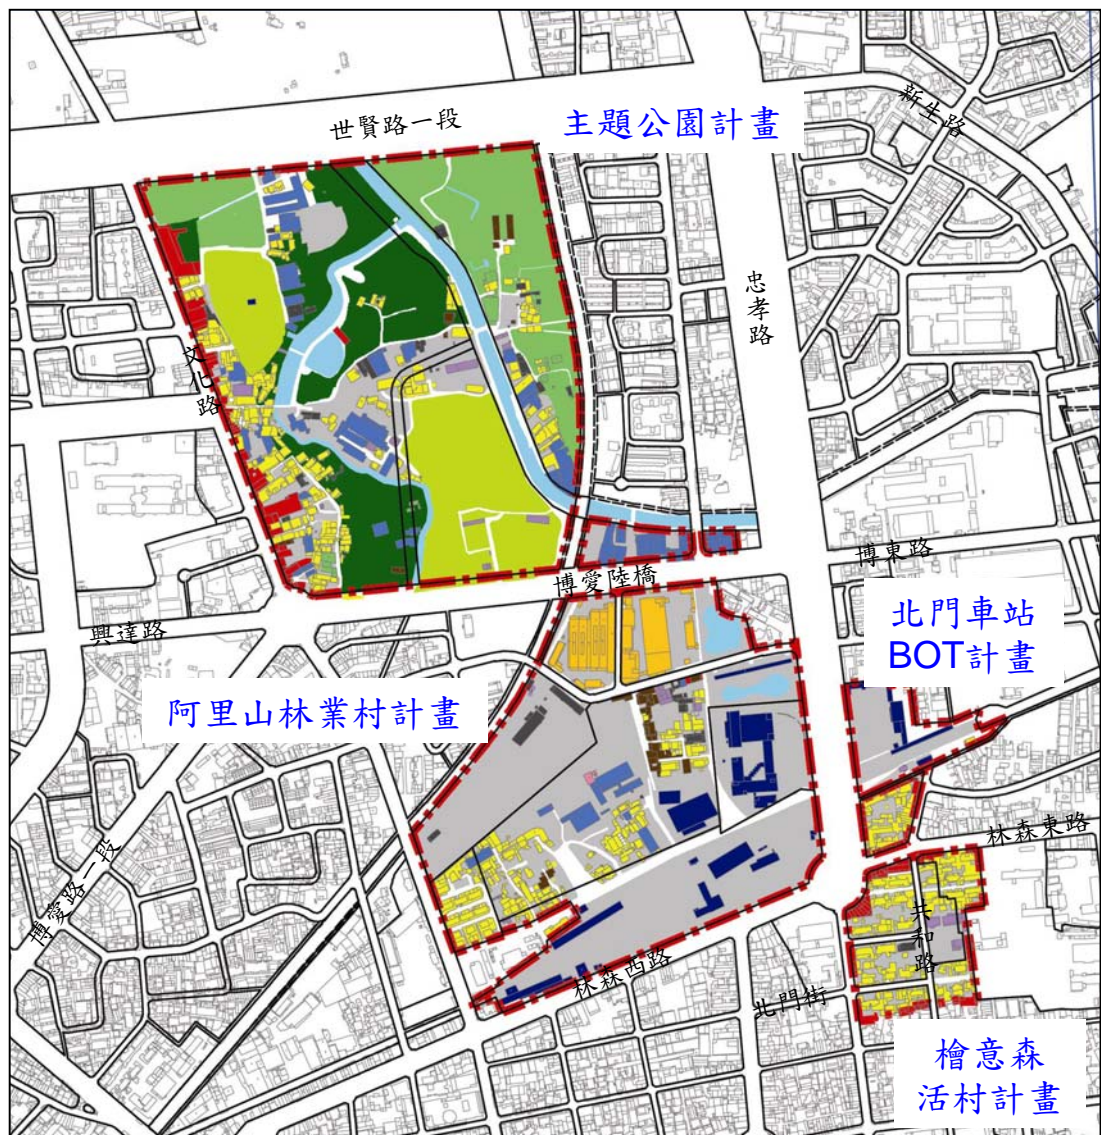 世賢路一段
主題公園計畫
新生路
忠孝路
文化路
博東路
博愛陸橋
北門車站
BOT計畫
興達路
阿里山林業村計畫
林森東路
博愛路一段
共和路
林森西路
北門街
檜意森
活村計畫